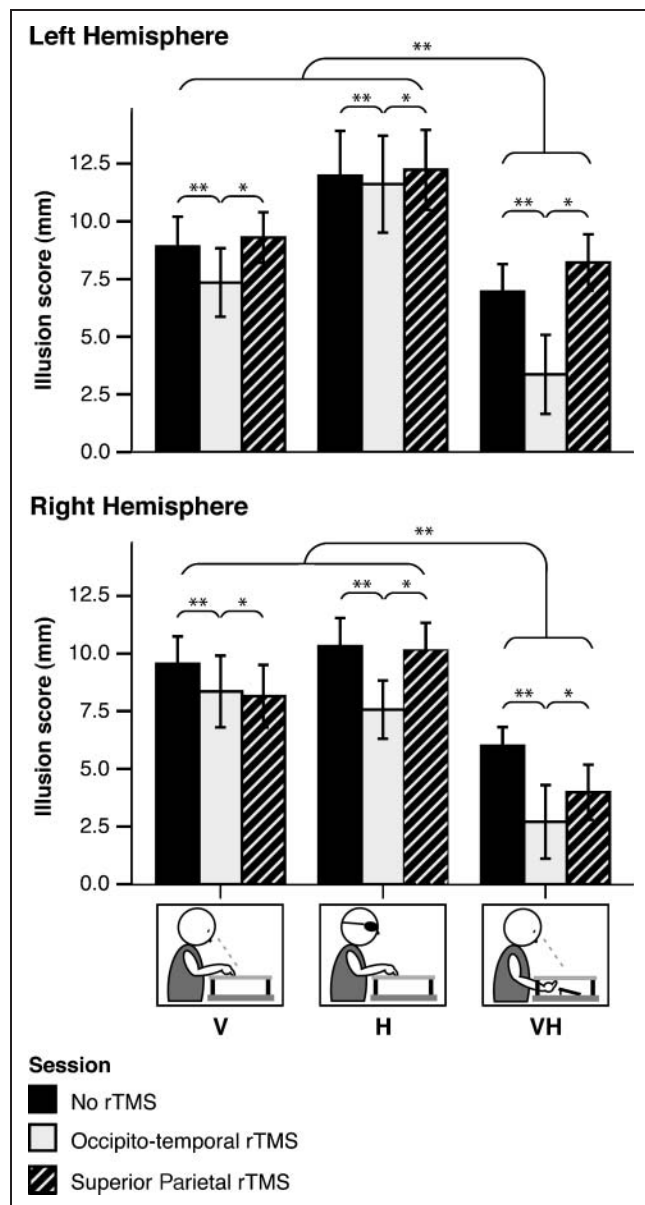 Left Hemisphere
**
** *
** *
** *
Illusion score (mm)
12.5
10.0
7.5
5.0
2.5
0.0
Right Hemisphere
**
** *
** *
** *
Illusion score (mm)
12.5
10.0
7.5
5.0
2.5
0.0
V H VH
Session
No rTMS
Occipito-temporal rTMS
Superior Parietal rTMS